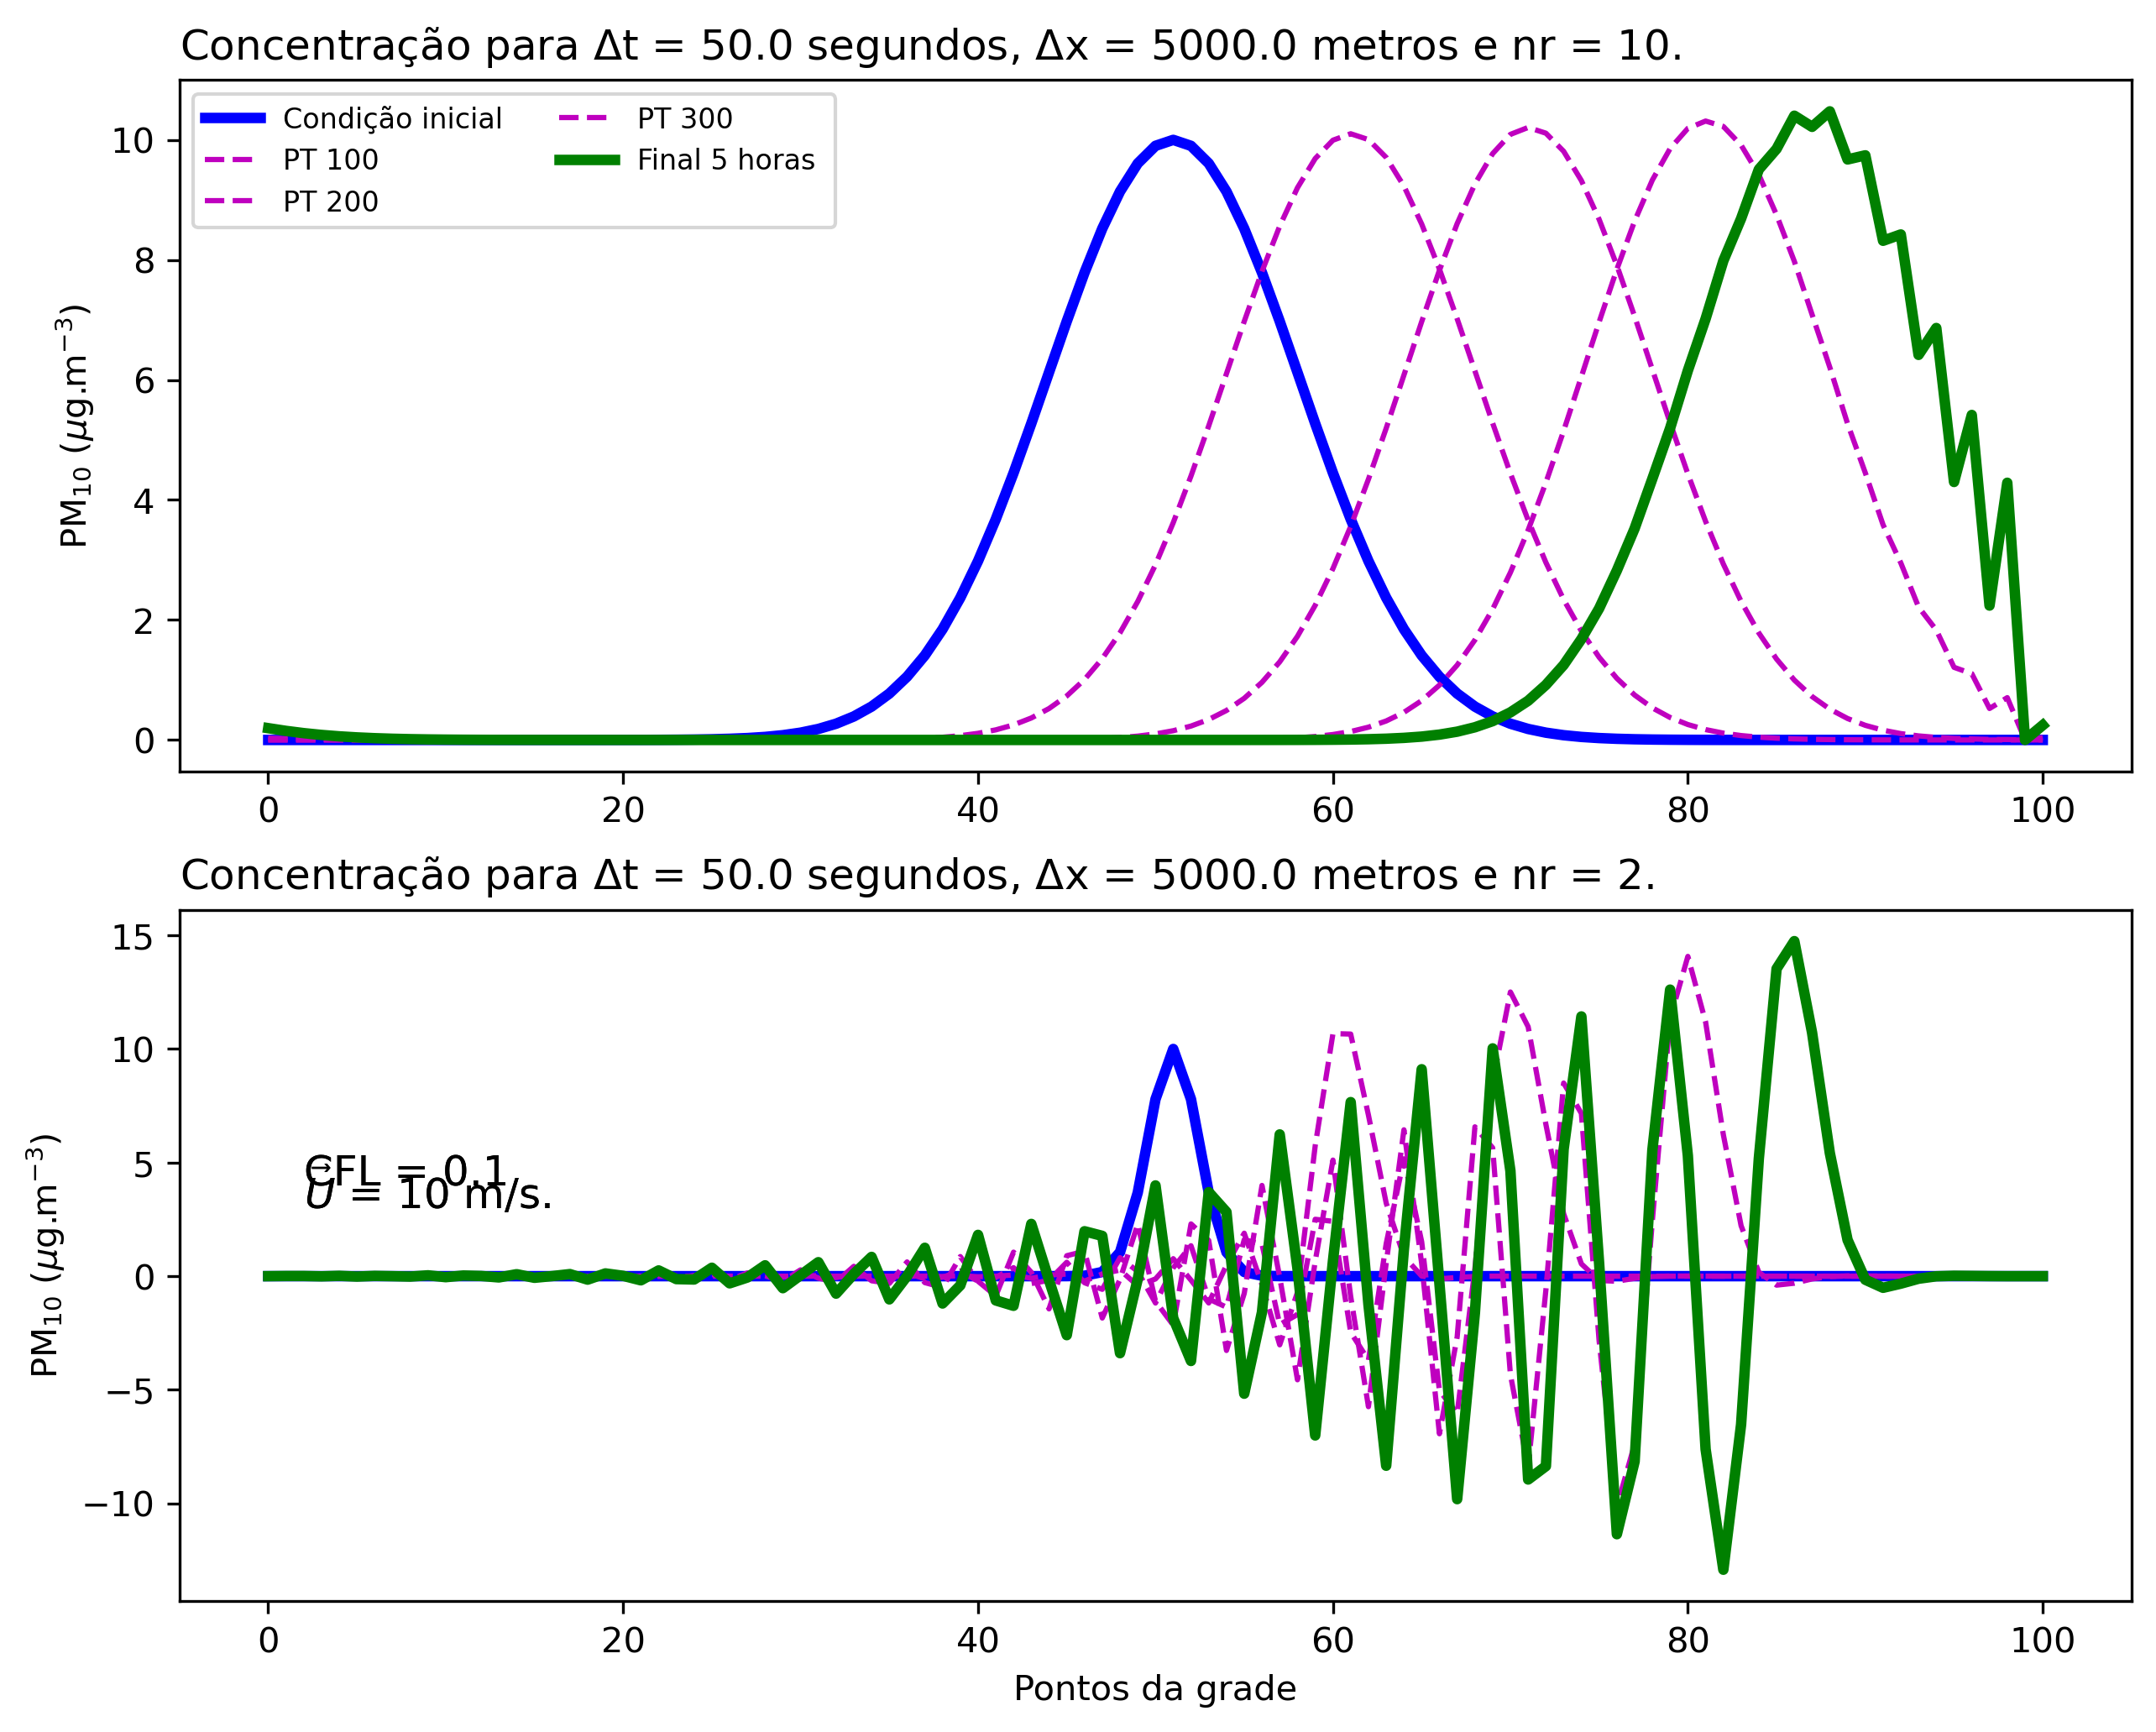 Concentração para Δt = 50.0 segundos, Δx = 5000.0 metros e nr = 10.
Condição inicial
PT 100
PT 200
PT 300
Final 5 horas
PM₁₀ (μg.m⁻³)
10
8
6
4
2
0
0 20 40 60 80 100
Concentração para Δt = 50.0 segundos, Δx = 5000.0 metros e nr = 2.
PM₁₀ (μg.m⁻³)
15
10
5
0
−5
−10
CFL = 0.1
U⃗ = 10 m/s.
0 20 40 60 80 100
Pontos da grade